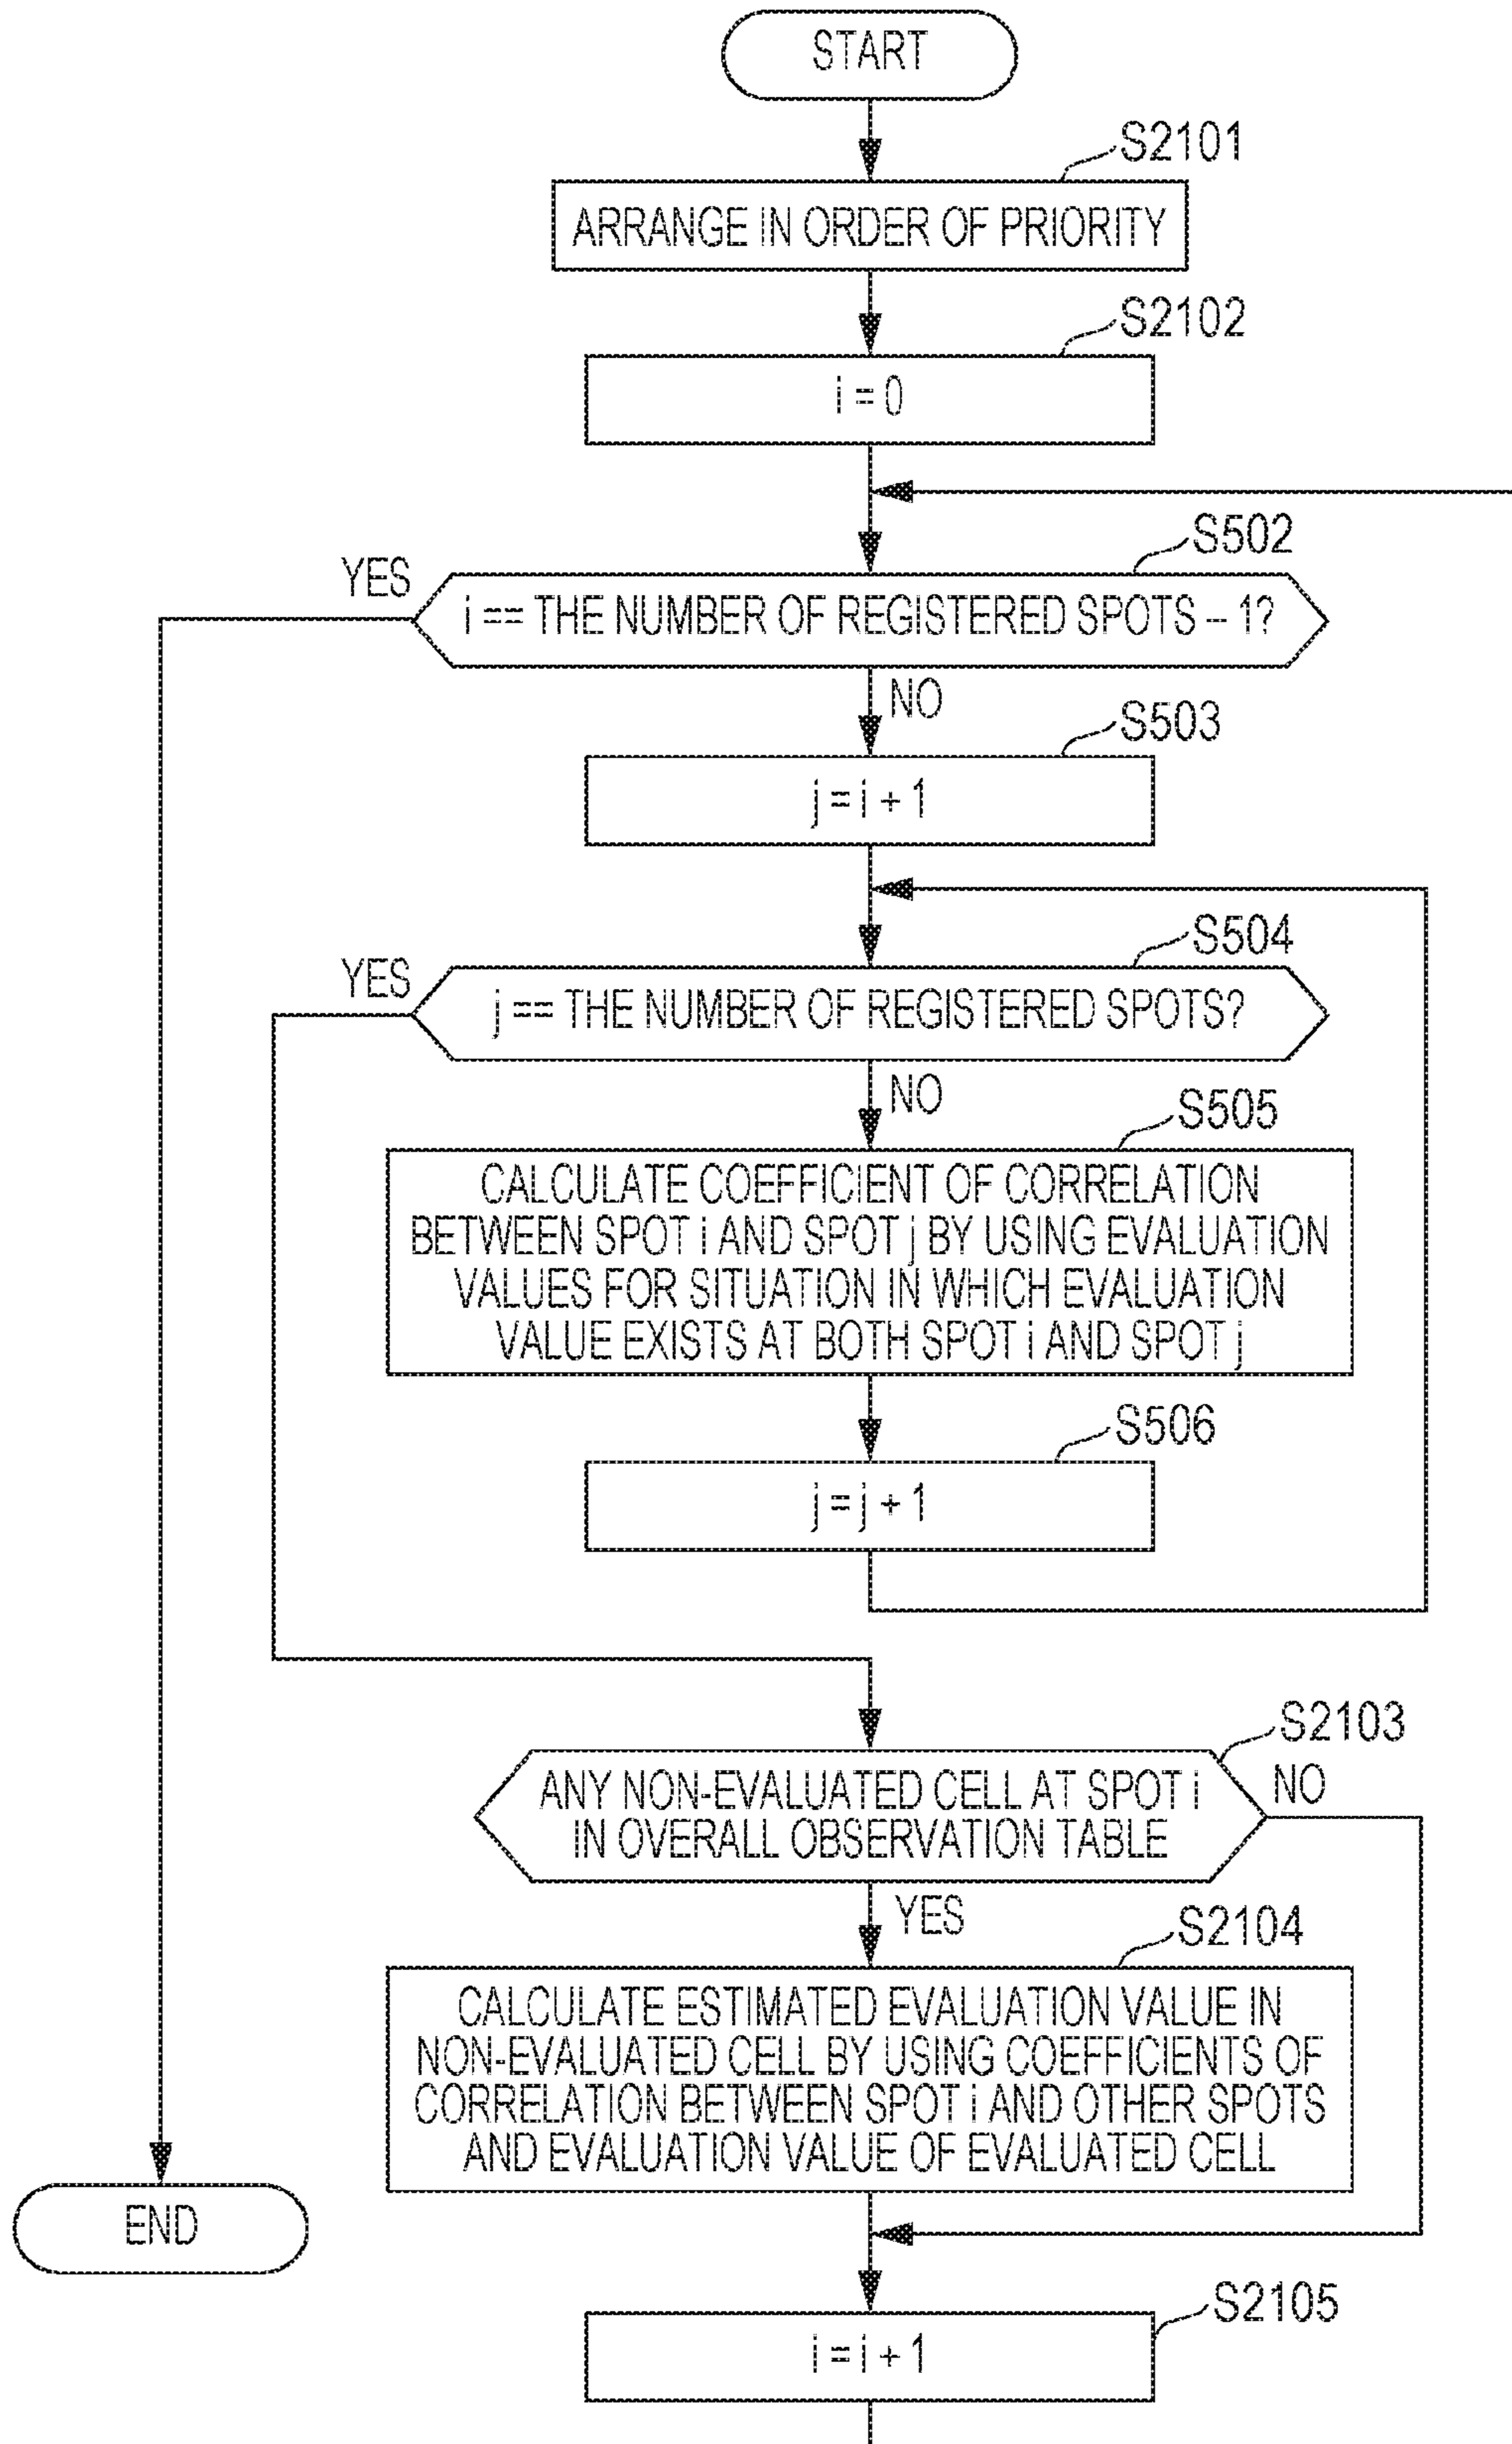 START
S2101
ARRANGE IN ORDER OF PRIORITY
S2102
i = 0
S502
YES
i == THE NUMBER OF REGISTERED SPOTS – 1?
NO
S503
j = i + 1
S504
YES
j == THE NUMBER OF REGISTERED SPOTS?
NO
S505
CALCULATE COEFFICIENT OF CORRELATION
BETWEEN SPOT i AND SPOT j BY USING EVALUATION
VALUES FOR SITUATION IN WHICH EVALUATION
VALUE EXISTS AT BOTH SPOT i AND SPOT j
S506
j = j + 1
S2103
ANY NON-EVALUATED CELL AT SPOT i
IN OVERALL OBSERVATION TABLE
NO
YES
S2104
CALCULATE ESTIMATED EVALUATION VALUE IN
NON-EVALUATED CELL BY USING COEFFICIENTS OF
CORRELATION BETWEEN SPOT i AND OTHER SPOTS
AND EVALUATION VALUE OF EVALUATED CELL
END
S2105
i = i + 1